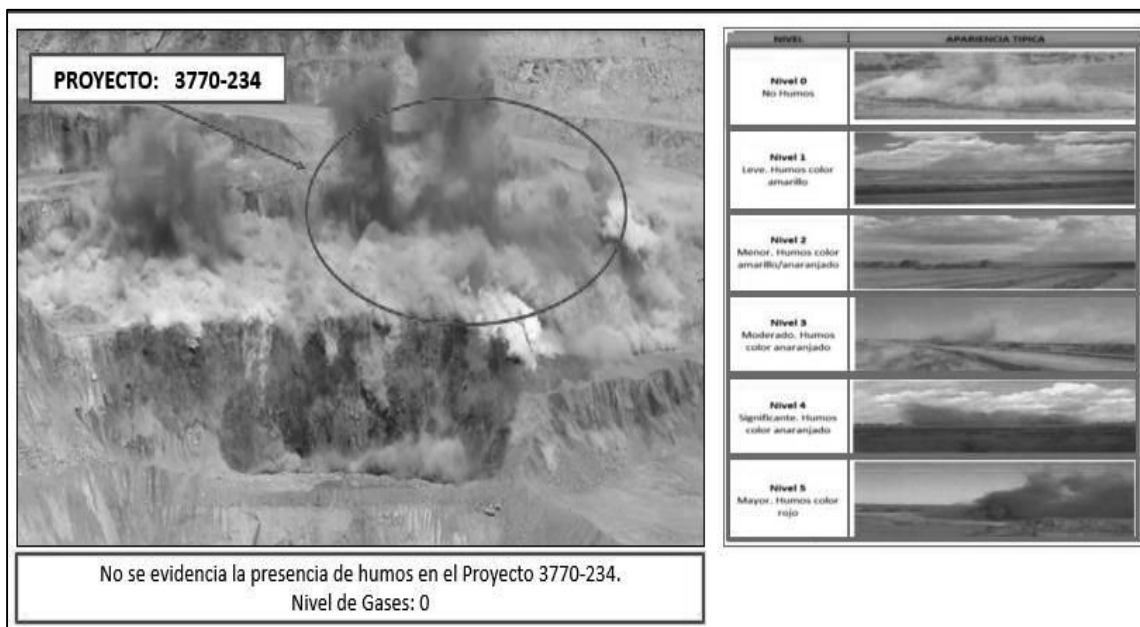 PROYECTO: 3770-234
No se evidencia la presencia de humos en el Proyecto 3770-234.
Nivel de Gases: 0
NIVEL
APARIENCIA TIPICA
Nivel 0
No Humos
Nivel 1
Leve. Humos color
amarillo
Nivel 2
Menor. Humos color
amarillo/anaranjado
Nivel 3
Moderado. Humos
color anaranjado
Nivel 4
Significante. Humos
color anaranjado
Nivel 5
Mayor. Humos color
rojo